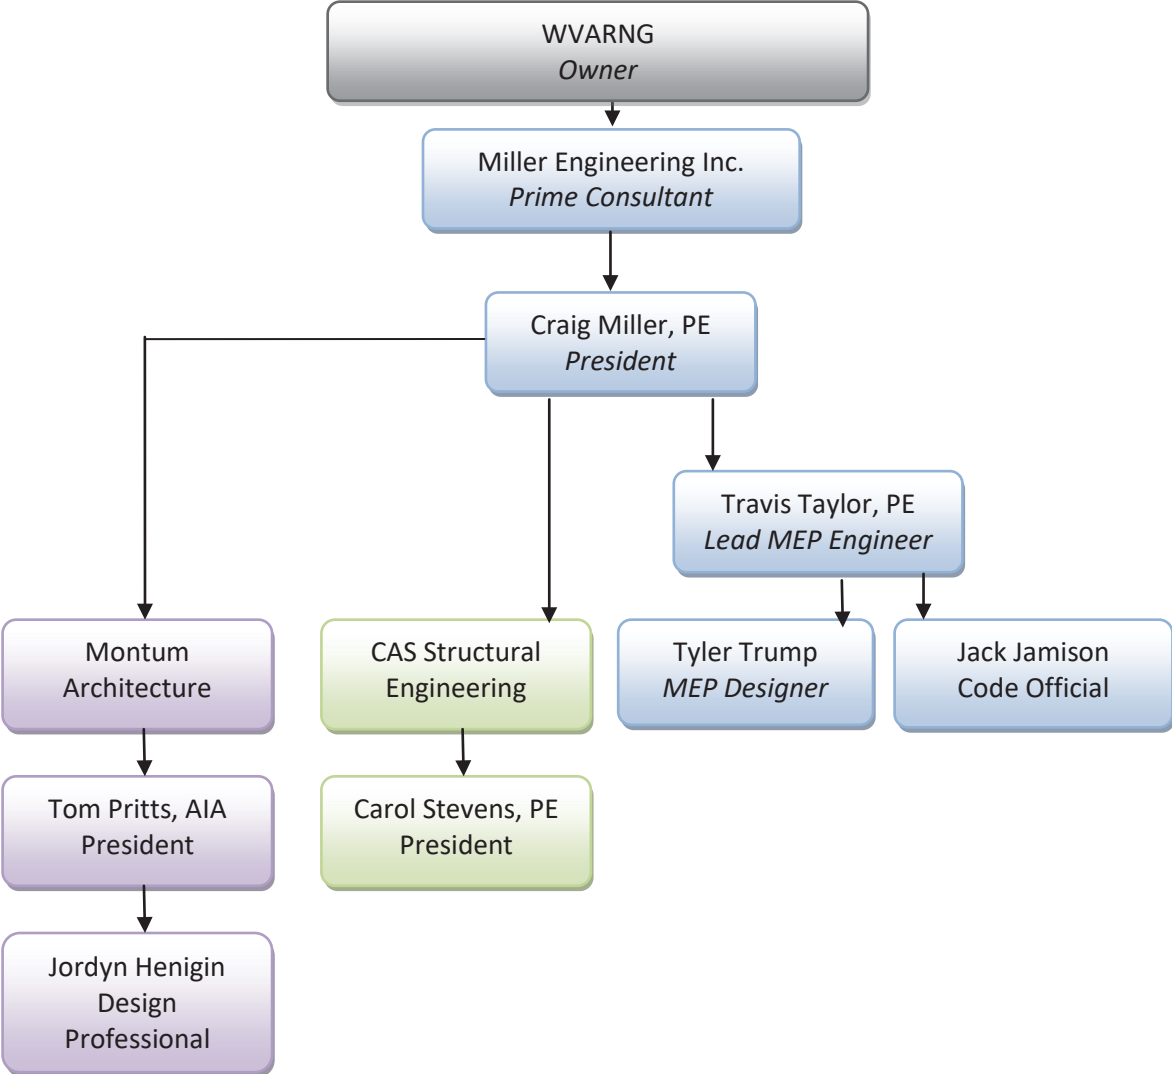 WVARNG
Owner
Miller Engineering Inc.
Prime Consultant
Craig Miller, PE
President
Travis Taylor, PE
Lead MEP Engineer
Montum
Architecture
CAS Structural
Engineering
Tyler Trump
MEP Designer
Jack Jamison
Code Official
Tom Pritts, AIA
President
Carol Stevens, PE
President
Jordyn Henigin
Design
Professional